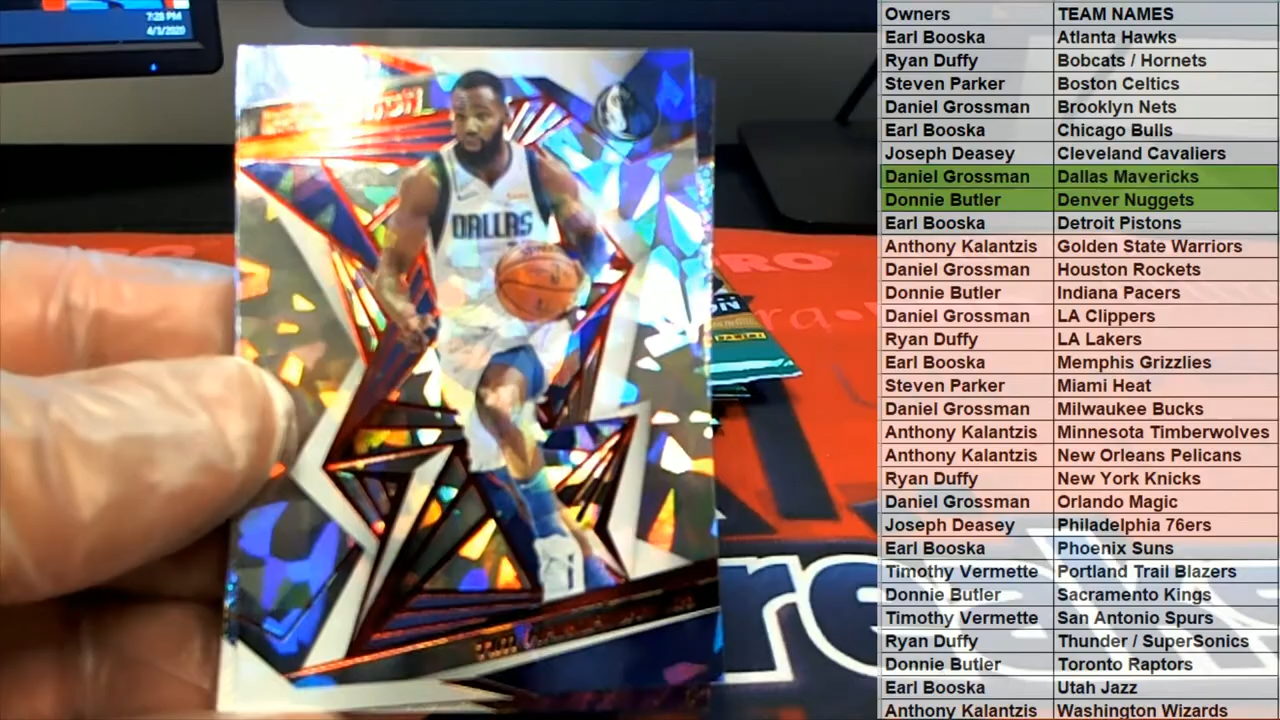 7:28 PM
4/1/2020
DALLAS
PRO
Owners TEAM NAMES
Earl Booska Atlanta Hawks
Ryan Duffy Bobcats / Hornets
Steven Parker Boston Celtics
Daniel Grossman Brooklyn Nets
Earl Booska Chicago Bulls
Joseph Deasey Cleveland Cavaliers
Daniel Grossman Dallas Mavericks
Donnie Butler Denver Nuggets
Earl Booska Detroit Pistons
Anthony Kalantzis Golden State Warriors
Daniel Grossman Houston Rockets
Donnie Butler Indiana Pacers
Daniel Grossman LA Clippers
Ryan Duffy LA Lakers
Earl Booska Memphis Grizzlies
Steven Parker Miami Heat
Daniel Grossman Milwaukee Bucks
Anthony Kalantzis Minnesota Timberwolves
Anthony Kalantzis New Orleans Pelicans
Ryan Duffy New York Knicks
Daniel Grossman Orlando Magic
Joseph Deasey Philadelphia 76ers
Earl Booska Phoenix Suns
Timothy Vermette Portland Trail Blazers
Donnie Butler Sacramento Kings
Timothy Vermette San Antonio Spurs
Ryan Duffy Thunder / SuperSonics
Donnie Butler Toronto Raptors
Earl Booska Utah Jazz
Anthony Kalantzis Washington Wizards